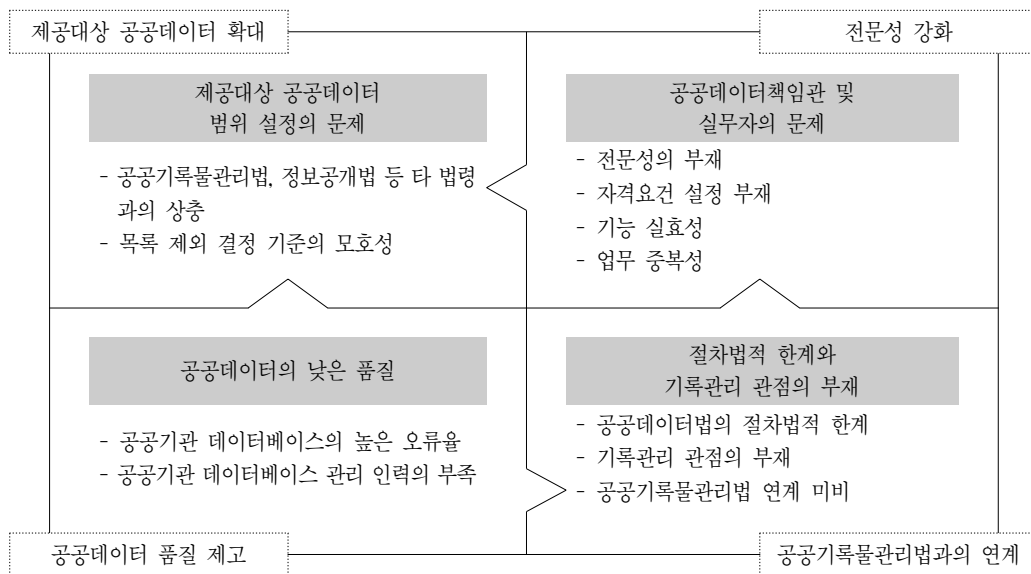 제공대상 공공데이터 확대
전문성 강화
제공대상 공공데이터
범위 설정의 문제
- 공공기록물관리법, 정보공개법 등 타 법령
과의 상충
- 목록 제외 결정 기준의 모호성
공공데이터책임관 및
실무자의 문제
- 전문성의 부재
- 자격요건 설정 부재
- 기능 실효성
- 업무 중복성
공공데이터의 낮은 품질
- 공공기관 데이터베이스의 높은 오류율
- 공공기관 데이터베이스 관리 인력의 부족
절차법적 한계와
기록관리 관점의 부재
- 공공데이터법의 절차법적 한계
- 기록관리 관점의 부재
- 공공기록물관리법 연계 미비
공공데이터 품질 제고
공공기록물관리법과의 연계